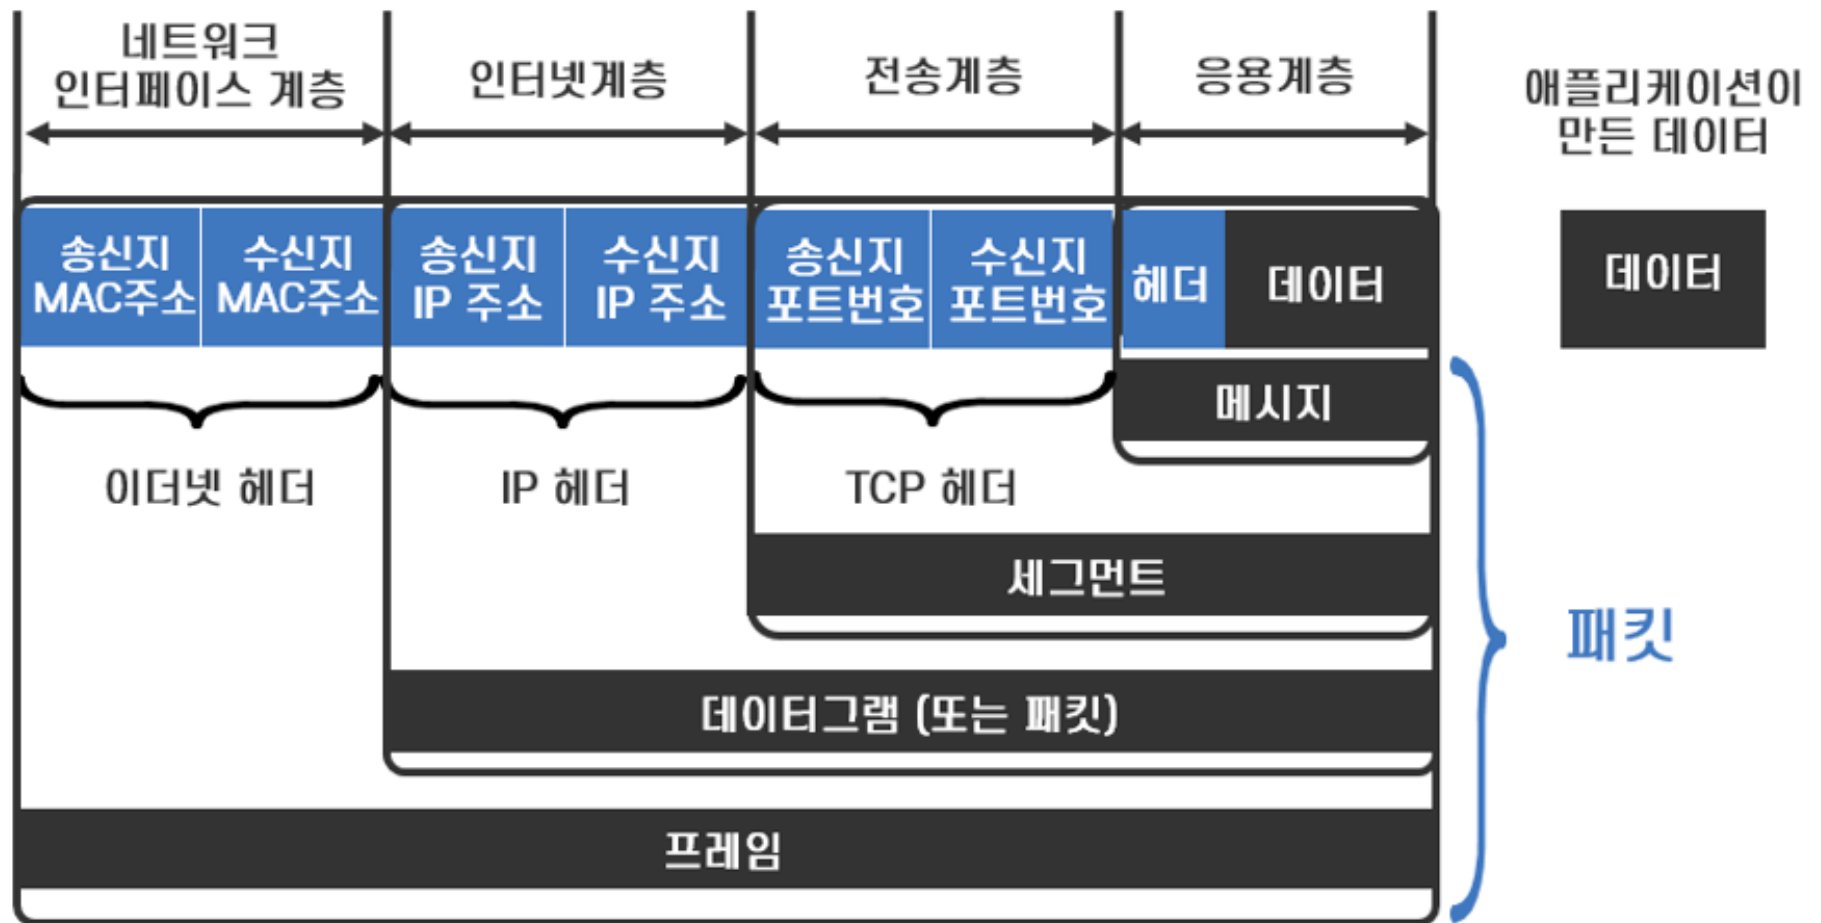 네트워크
인터페이스 계층
인터넷계층
전송계층
응용계층
애플리케이션이
만든 데이터
송신지
MAC주소
수신지
MAC주소
송신지
IP 주소
수신지
IP 주소
송신지
포트번호
수신지
포트번호
헤더
데이터
데이터
메시지
이더넷 헤더
IP 헤더
TCP 헤더
세그먼트
패킷
데이터그램 (또는 패킷)
프레임